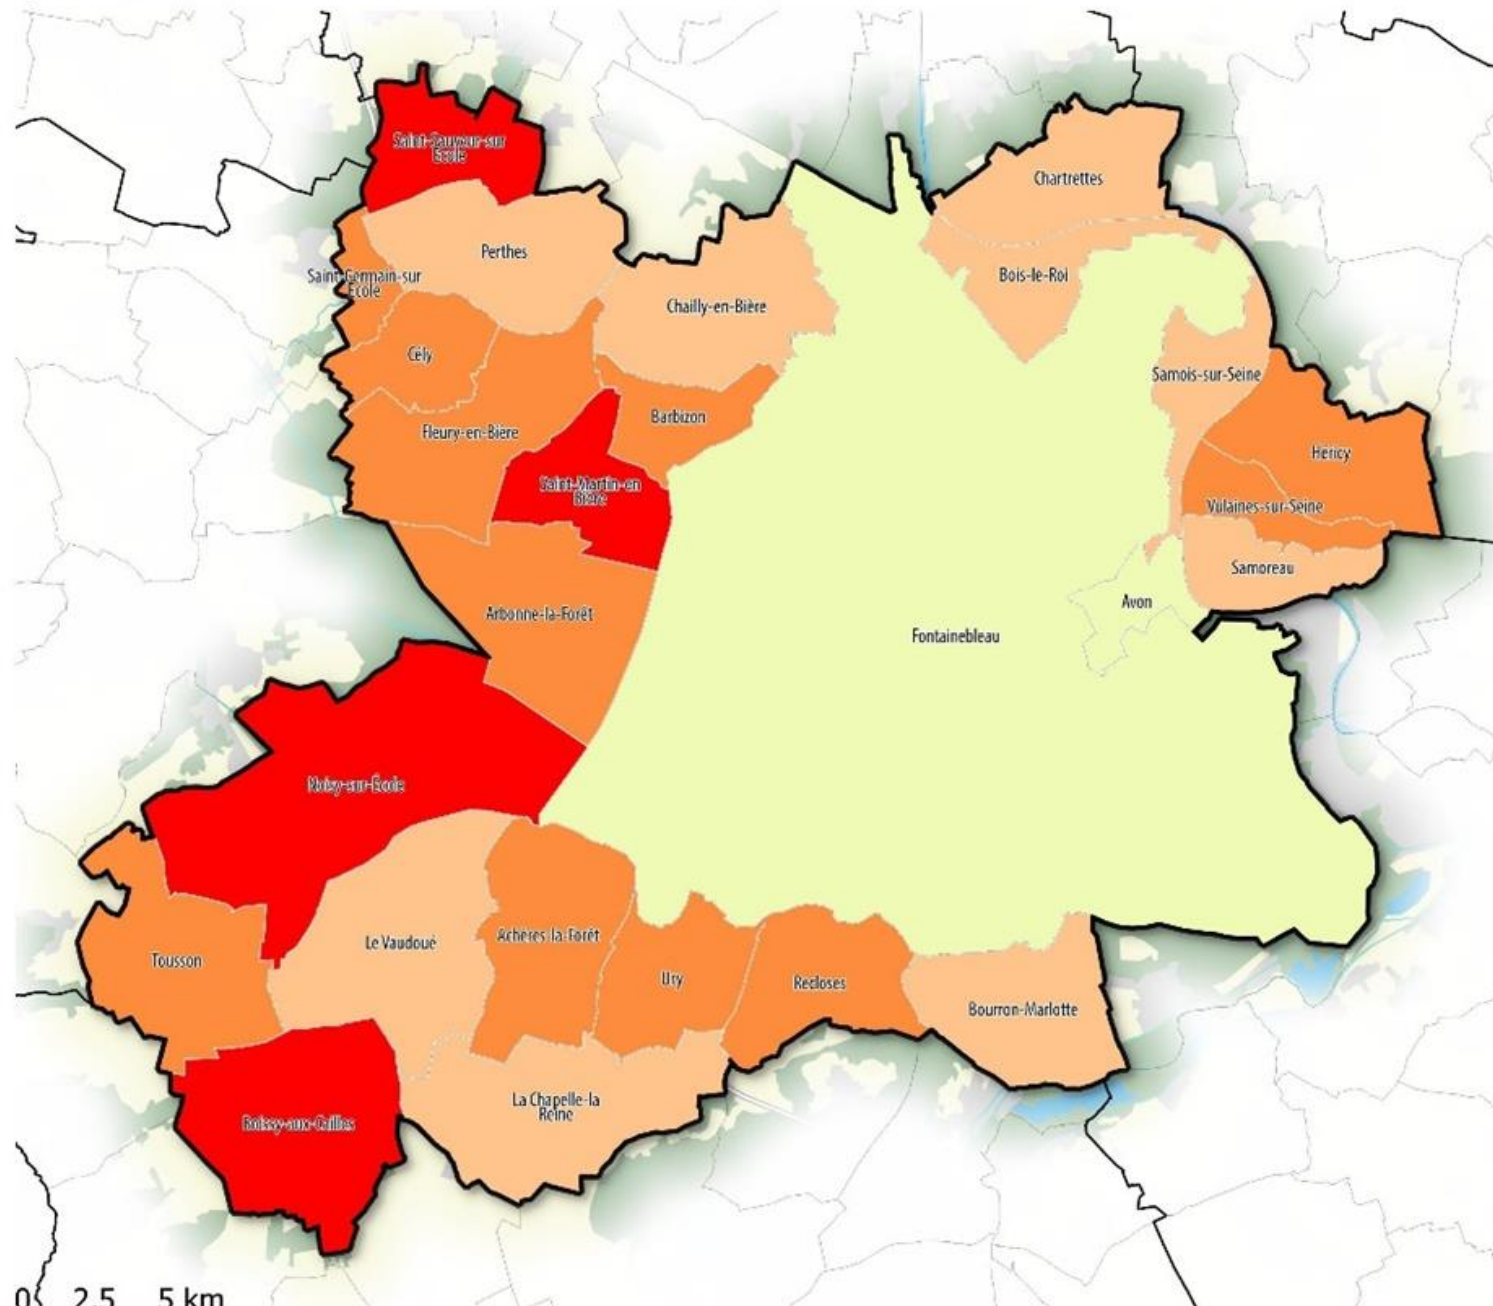 Saint-Sauveur-sur
École
Chartrettes
Perthes
Saint-Germain-sur
École
Bois-le-Roi
Chailly-en-Bière
Cély
Samois-sur-Seine
Barbizon
Fleury-en-Bière
Héricy
Saint-Martin-en
Bière
Vulaines-sur-Seine
Samoreau
Avon
Arbonne-la-Forêt
Fontainebleau
Noisy-sur-École
Achères-la-Forêt
Le Vaudoué
Tousson
Ury
Recloses
Bourron-Marlotte
La Chapelle-la
Reine
Boissy-aux-Cailles
0 2,5 5 km